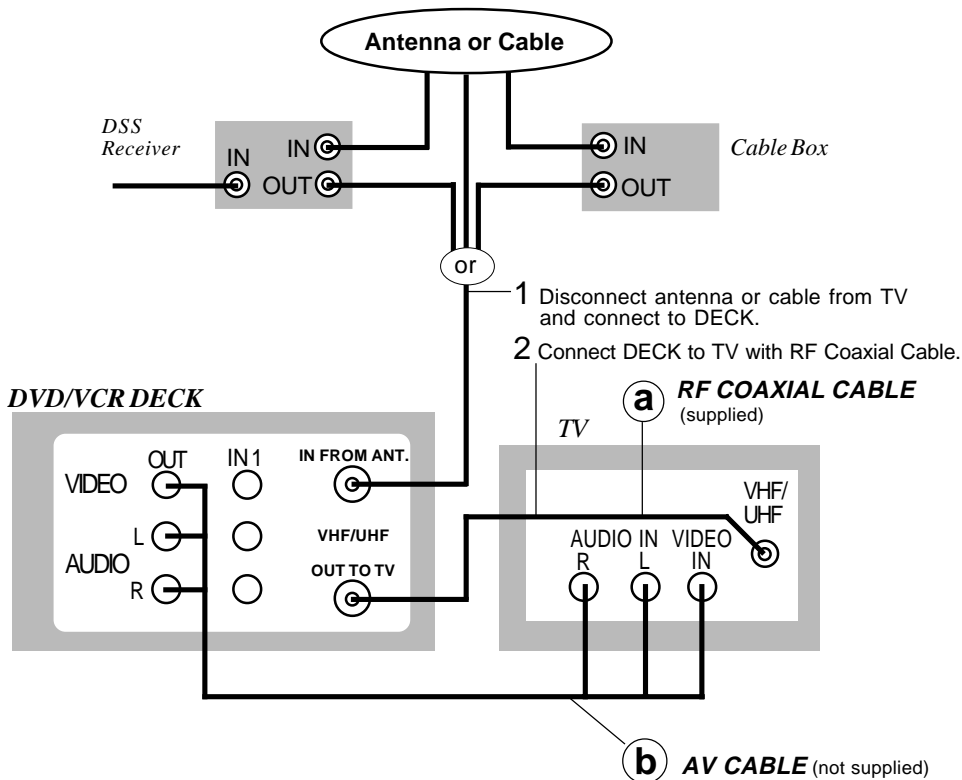 Antenna or Cable
DSS
Receiver
IN
IN
OUT
IN
OUT
Cable Box
or
1 Disconnect antenna or cable from TV
and connect to DECK.
2 Connect DECK to TV with RF Coaxial Cable.
DVD/VCR DECK
a RF COAXIAL CABLE
(supplied)
TV
OUT
IN 1
IN FROM ANT.
VIDEO
L
AUDIO
R
VHF/UHF
OUT TO TV
VHF/
UHF
AUDIO IN
R L
VIDEO
IN
b AV CABLE (not supplied)